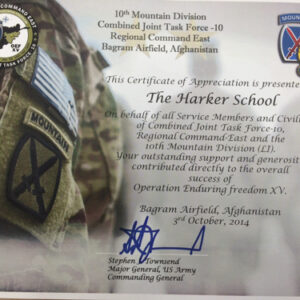 10th Mountain Division
Combined Joint Task Force -10
Regional Command East
Bagram Airfield, Afghanistan
This Certificate of Appreciation is presente
The Harker School
On behalf of all Service Members and Civili
of Combined Joint Task Force-10,
Regional Command-East and the
10th Mountain Division (LI).
Your outstanding support and generosit
contributed directly to the overall
success of
Operation Enduring freedom XV.
Bagram Airfield, Afghanistan
3rd October, 2014
Stephen J. Townsend
Major General, US Army
Commanding General
MOUNTAIN
MOUNTAIN